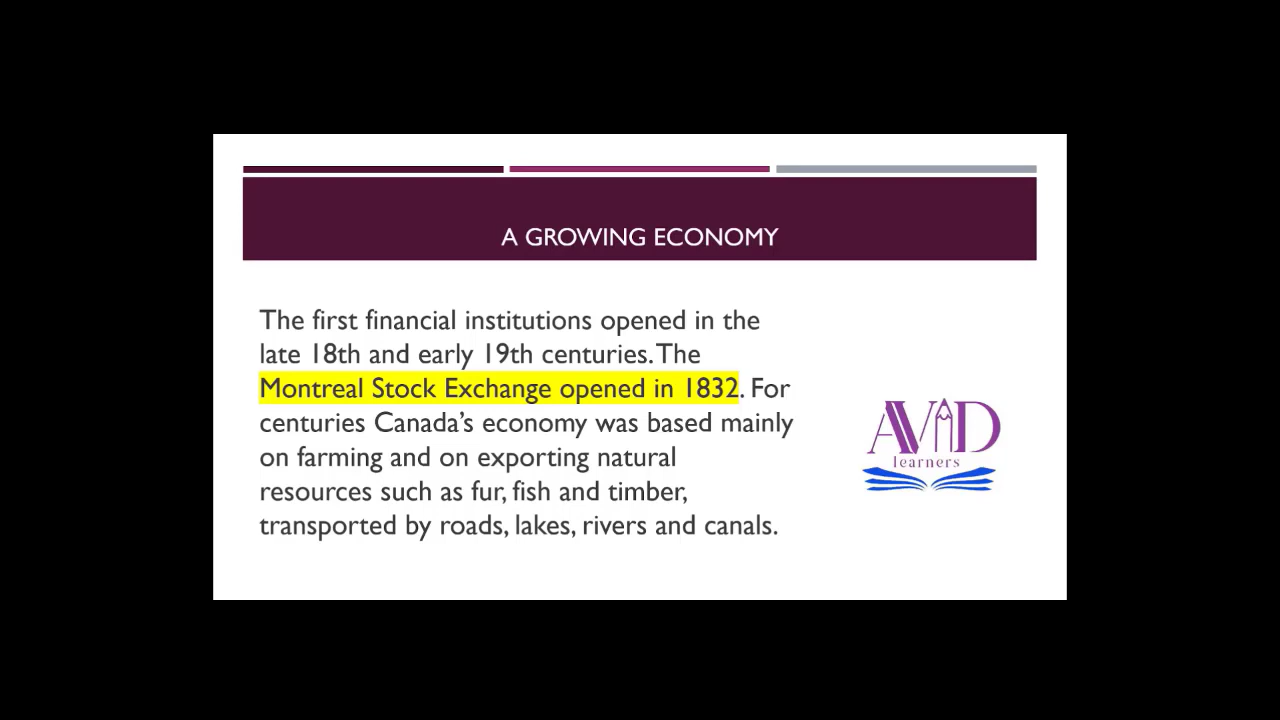 A GROWING ECONOMY
The first financial institutions opened in the
late 18th and early 19th centuries. The
Montreal Stock Exchange opened in 1832. For
centuries Canada’s economy was based mainly
on farming and on exporting natural
resources such as fur, fish and timber,
transported by roads, lakes, rivers and canals.
AVID
learners